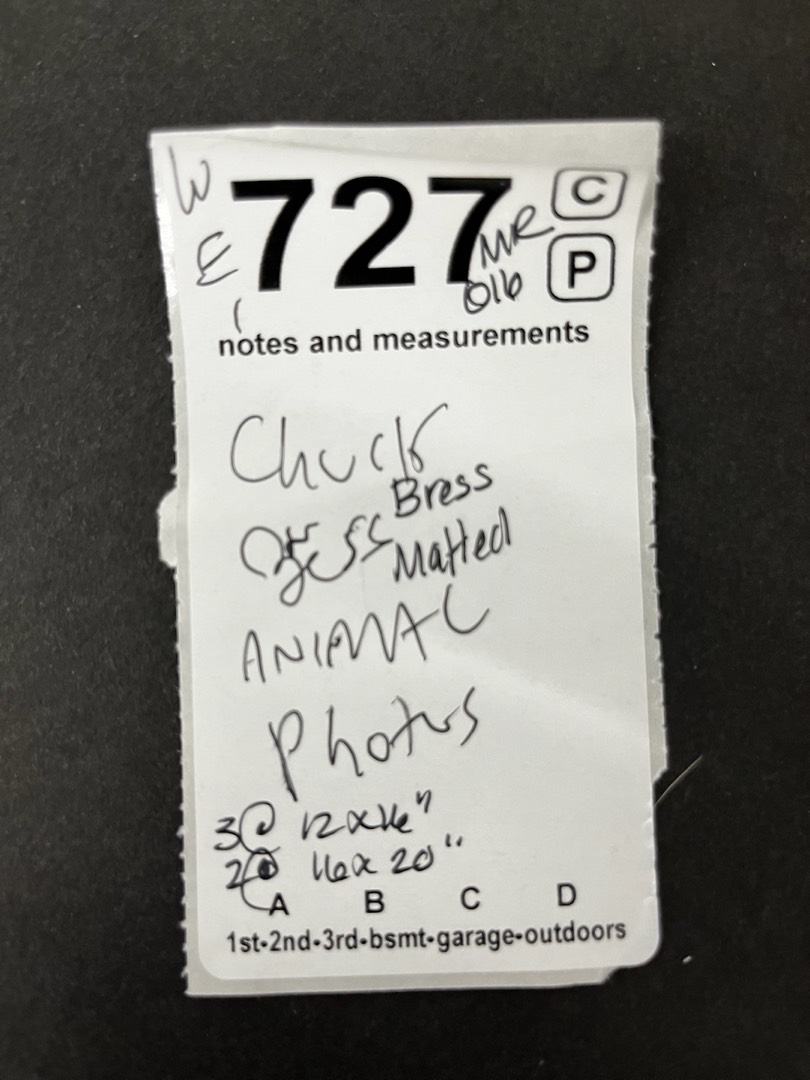 W 727 MR C
E 016 P
notes and measurements
Chuck
Bress
Matted
ANIMAL
Photos
3@ 12x16"
2@ 16x20"
A B C D
1st-2nd-3rd-bsmt-garage-outdoors